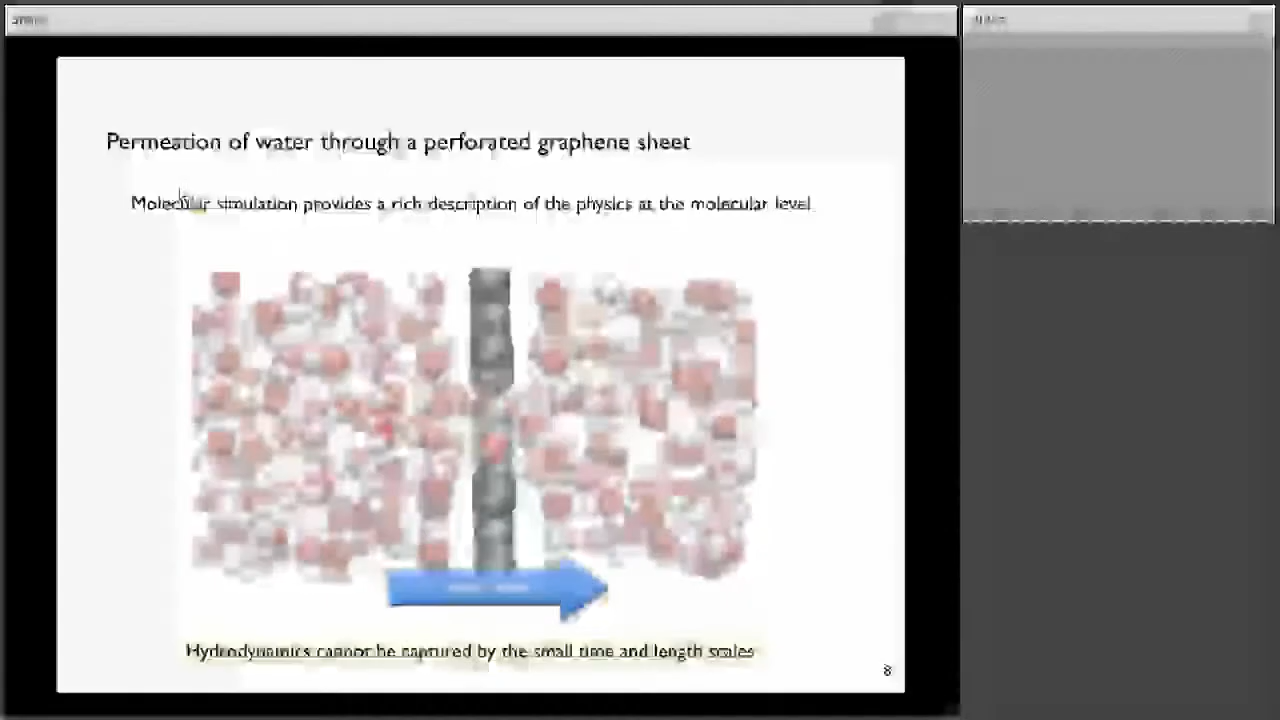 Permeation of water through a perforated graphene sheet
Molecular simulation provides a rich description of the physics at the molecular level
Hydrodynamics cannot be captured by the small time and length scales
8